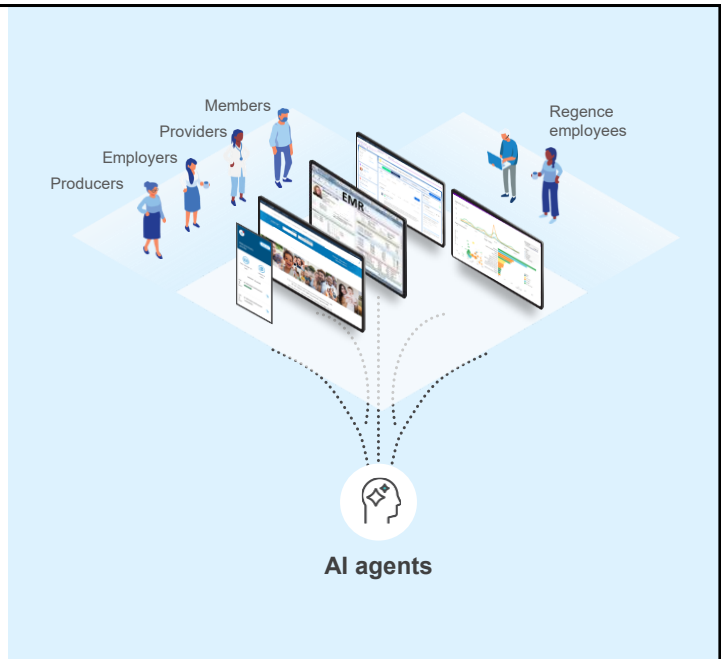 Members
Providers
Employers
Producers
Regence
employees
EMR
AI agents